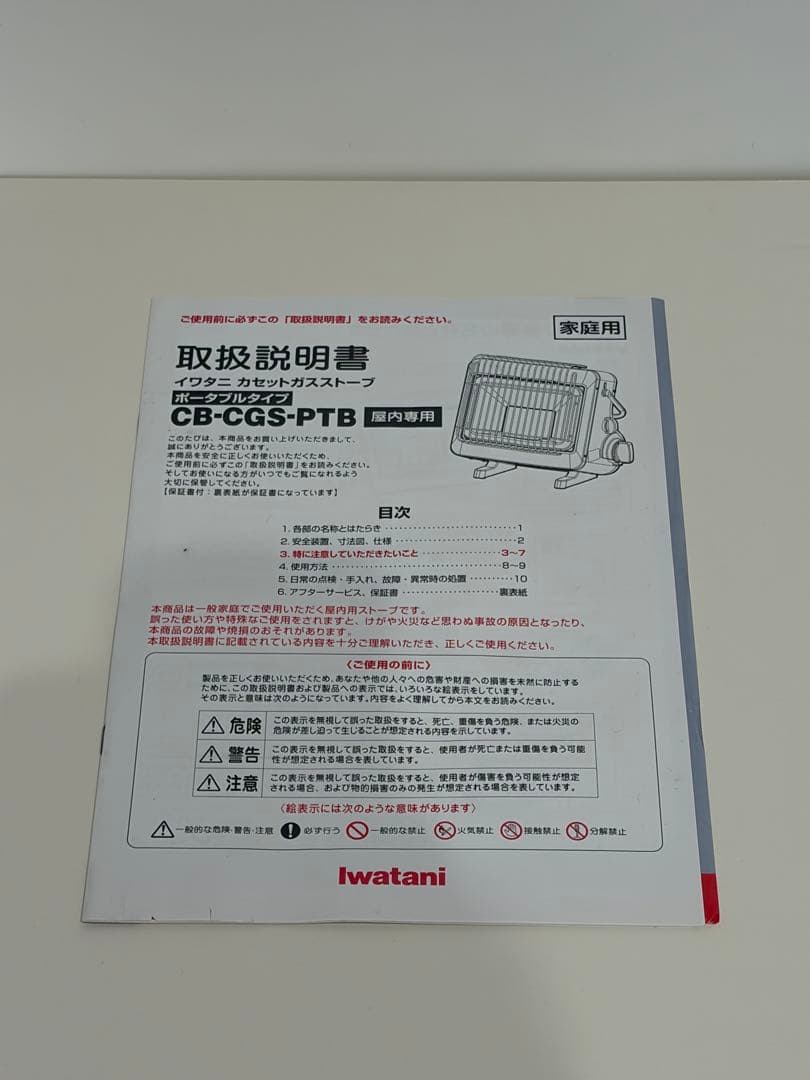 ご使用前に必ずこの「取扱説明書」をお読みください。
家庭用
取扱説明書
イワタニ カセットガスストーブ
ポータブルタイプ
CB-CGS-PTB 屋内専用
このたびは、本商品をお買い上げいただきまして、
誠にありがとうございます。
本商品を安全に正しくお使いいただくため、
ご使用前に必ずこの「取扱説明書」をお読みください。
そしてお使いになる方がいつでもご覧になれるよう
大切に保管してください。
【保証書付:裏表紙が保証書になっています】
目次
1. 各部の名称とはたらき ・・・・・・・・・・・・・・・・・・・・・・・・・ 1
2. 安全装置、寸法図、仕様 ・・・・・・・・・・・・・・・・・・・・・・・ 2
3. 特に注意していただきたいこと ・・・・・・・・・・・・・・・ 3〜7
4. 使用方法 ・・・・・・・・・・・・・・・・・・・・・・・・・・・・・・・・・ 8〜9
5. 日常の点検・手入れ、故障・異常時の処置 ・・・・・・・・ 10
6. アフターサービス、保証書 ・・・・・・・・・・・・・・・・・・ 裏表紙
本商品は一般家庭でご使用いただく屋内用ストーブです。
誤った使い方や特殊なご使用をされますと、けがや火災など思わぬ事故の原因となったり、
本商品の故障や焼損のおそれがあります。
本取扱説明書に記載されている内容を十分ご理解いただき、正しくご使用ください。
〈ご使用の前に〉
製品を正しくお使いいただくため、あなたや他の人々への危害や財産への損害を未然に防止する
ために、この取扱説明書および製品への表示では、いろいろな絵表示をしています。
その表示と意味は次のようになっています。内容をよく理解してから本文をお読みください。
危険 この表示を無視して誤った取扱をすると、死亡、重傷を負う危険、または火災の
危険が差し迫って生じることが想定される内容を示しています。
警告 この表示を無視して誤った取扱をすると、使用者が死亡または重傷を負う可能
性が想定される場合を表しています。
注意 この表示を無視して誤った取扱をすると、使用者が傷害を負う可能性が想定
される場合、および物的損害のみの発生が想定される場合を表しています。
〈絵表示には次のような意味があります〉
一般的な危険・警告・注意 必ず行う 一般的な禁止 火気禁止 接触禁止 分解禁止
Iwatani